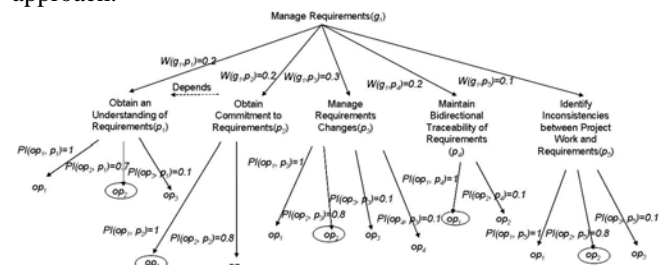 approach.
Manage Requirements(g1)
W(g1,p1)=0.2
W(g1,p2)=0.2
W(g1,p3)=0.3
W(g1,p4)=0.2
W(g1,p5)=0.1
Depends
Obtain an
Understanding of
Requirements(p1)
Obtain
Commitment to
Requirements(p2)
Manage
Requirements
Changes(p3)
Maintain
Bidirectional
Traceability of
Requirements
(p4)
Identify
Inconsistencies
between Project
Work and
Requirements(p5)
PI(op1, p1)=1
PI(op2, p1)=0.7
PI(op3, p1)=0.1
op1
op2
op3
PI(op1, p2)=1
PI(op2, p2)=0.8
PI(op1, p3)=1
PI(op2, p3)=0.8
PI(op3, p3)=0.1
PI(op4, p3)=0.1
op1
op2
op3
op4
PI(op1, p4)=1
PI(op2, p4)=0.1
op1
op2
PI(op1, p5)=1
PI(op2, p5)=0.8
PI(op3, p5)=0.1
op1
op2
op3